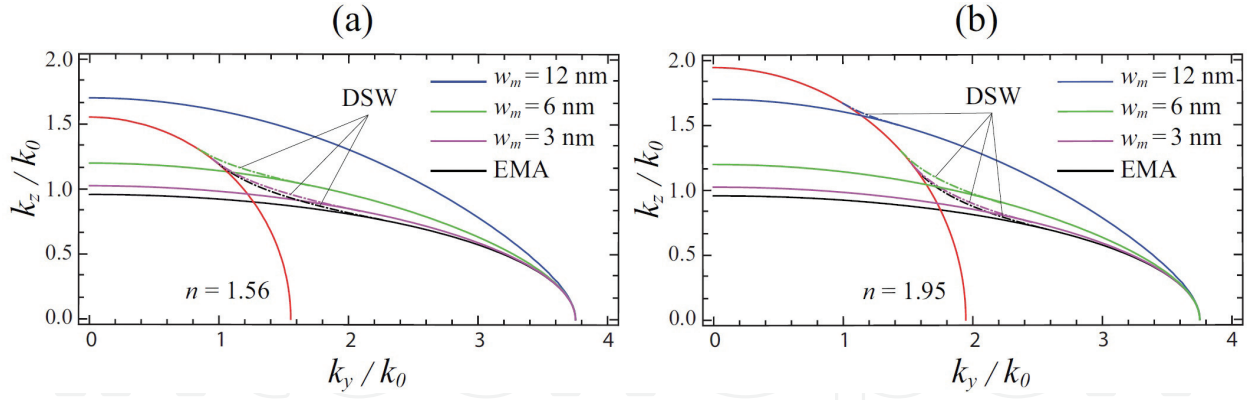 (a)
2.0
1.5
1.0
0.5
0.0
k_z / k_0
DSW
w_m = 12 nm
w_m = 6 nm
w_m = 3 nm
EMA
n = 1.56
0 1 2 3 4
k_y / k_0
(b)
2.0
1.5
1.0
0.5
0.0
k_z / k_0
DSW
w_m = 12 nm
w_m = 6 nm
w_m = 3 nm
EMA
n = 1.95
0 1 2 3 4
k_y / k_0